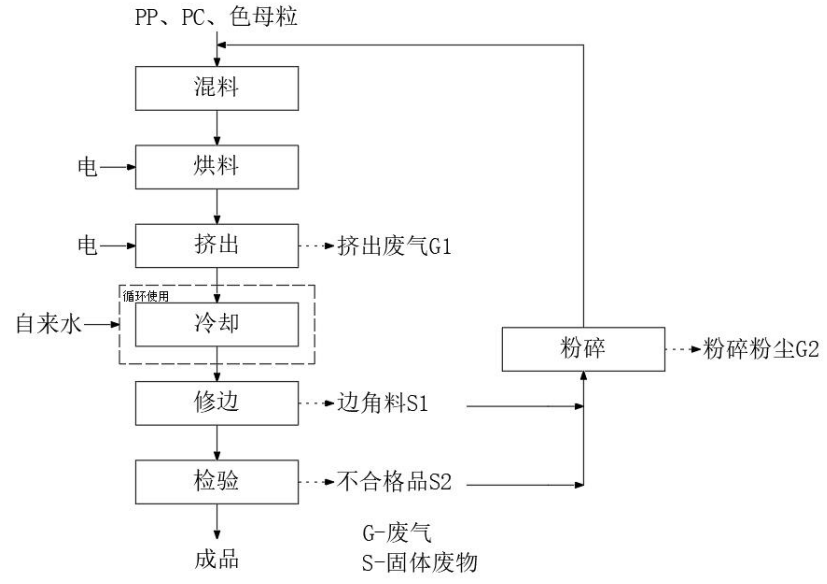 PP、PC、色母粒
混料
电
烘料
电
挤出
挤出废气G1
循环使用
自来水
冷却
粉碎
粉碎粉尘G2
修边
边角料S1
检验
不合格品S2
成品
G-废气
S-固体废物